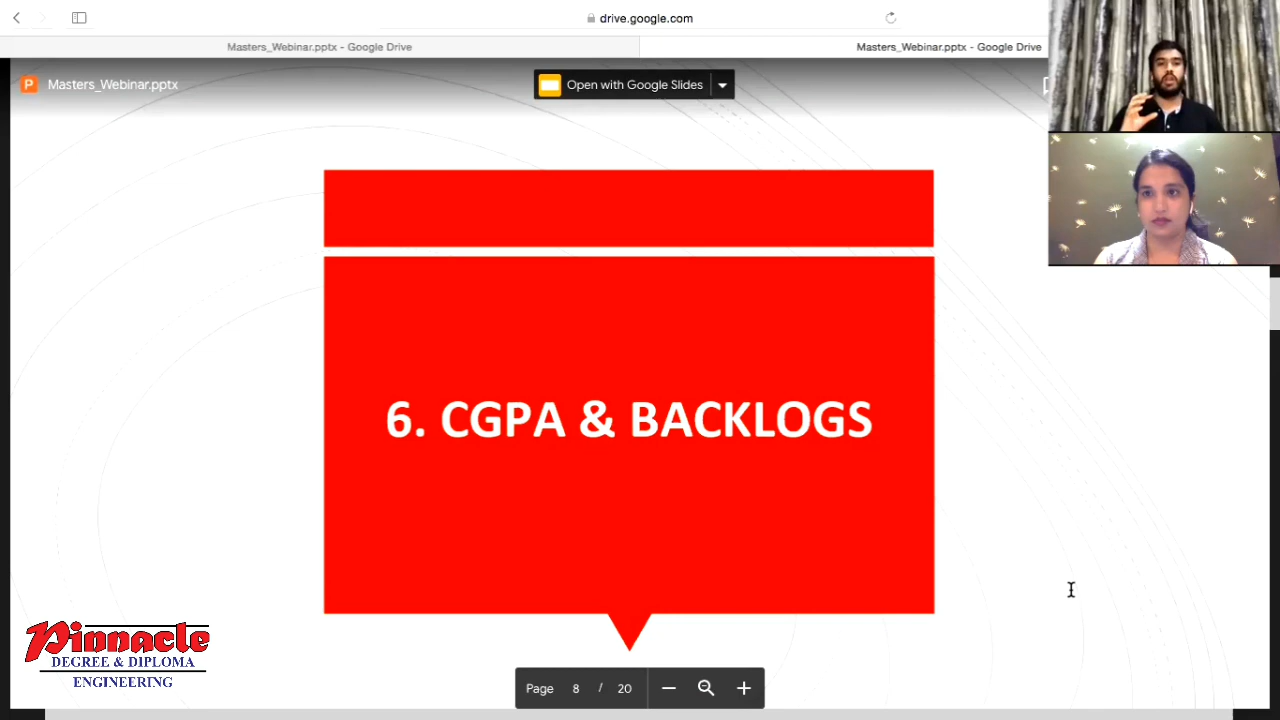 drive.google.com
Masters_Webinar.pptx - Google Drive
Masters_Webinar.pptx - Google Drive
P
Masters_Webinar.pptx
Open with Google Slides
6. CGPA & BACKLOGS
Pinnacle
DEGREE & DIPLOMA
ENGINEERING
Page 8 / 20